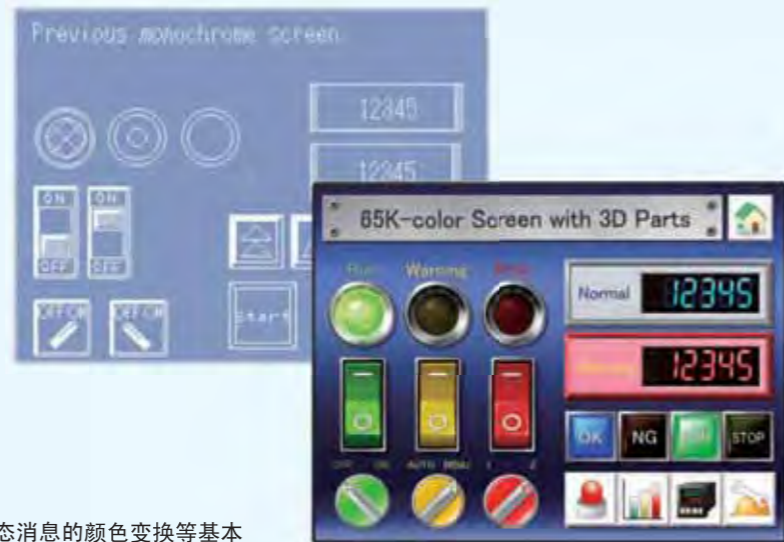 Previous monochrome screen
12345
12345
ON ON
OFF OFF
OFF ON OFF ON
Start
65K-color Screen with 3D Parts
Run Warning
Normal 12345
12345
OK NG STOP
OFF ON AUTO MANU 1 2
态消息的颜色变换等基本